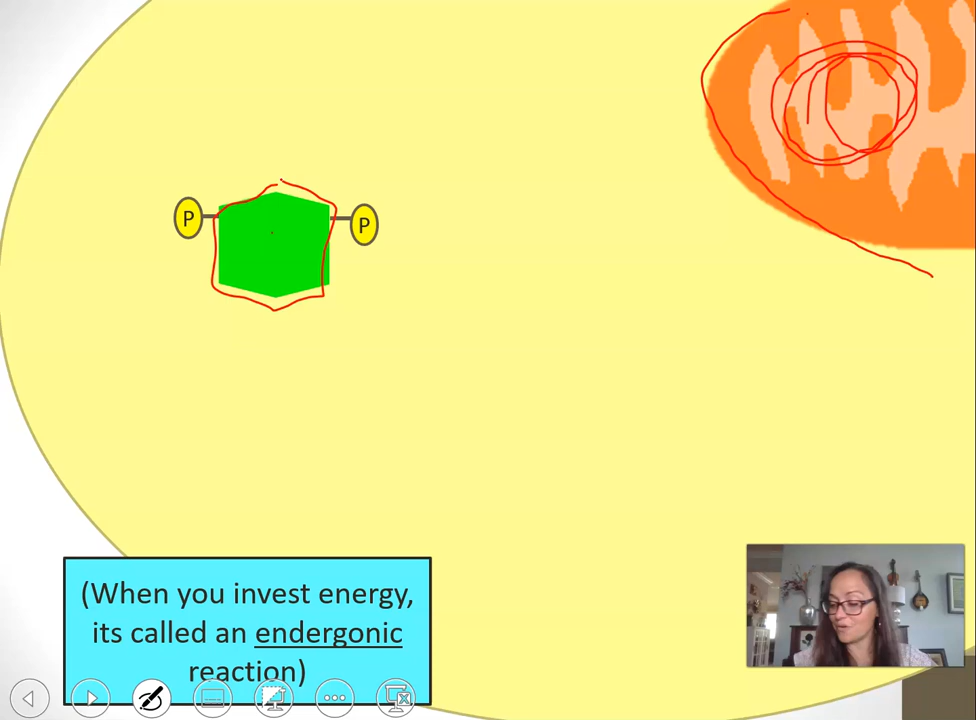 P
P
(When you invest energy,
its called an endergonic
reaction)